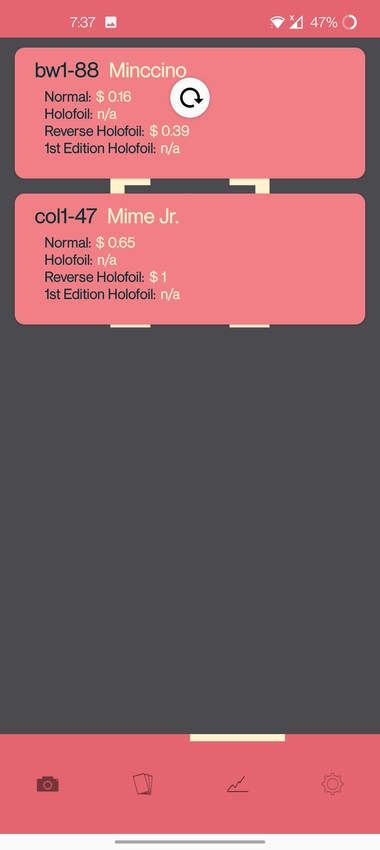 7:37
47%
bw1-88 Minccino
Normal: $ 0.16
Holofoil: n/a
Reverse Holofoil: $ 0.39
1st Edition Holofoil: n/a
col1-47 Mime Jr.
Normal: $ 0.65
Holofoil: n/a
Reverse Holofoil: $ 1
1st Edition Holofoil: n/a